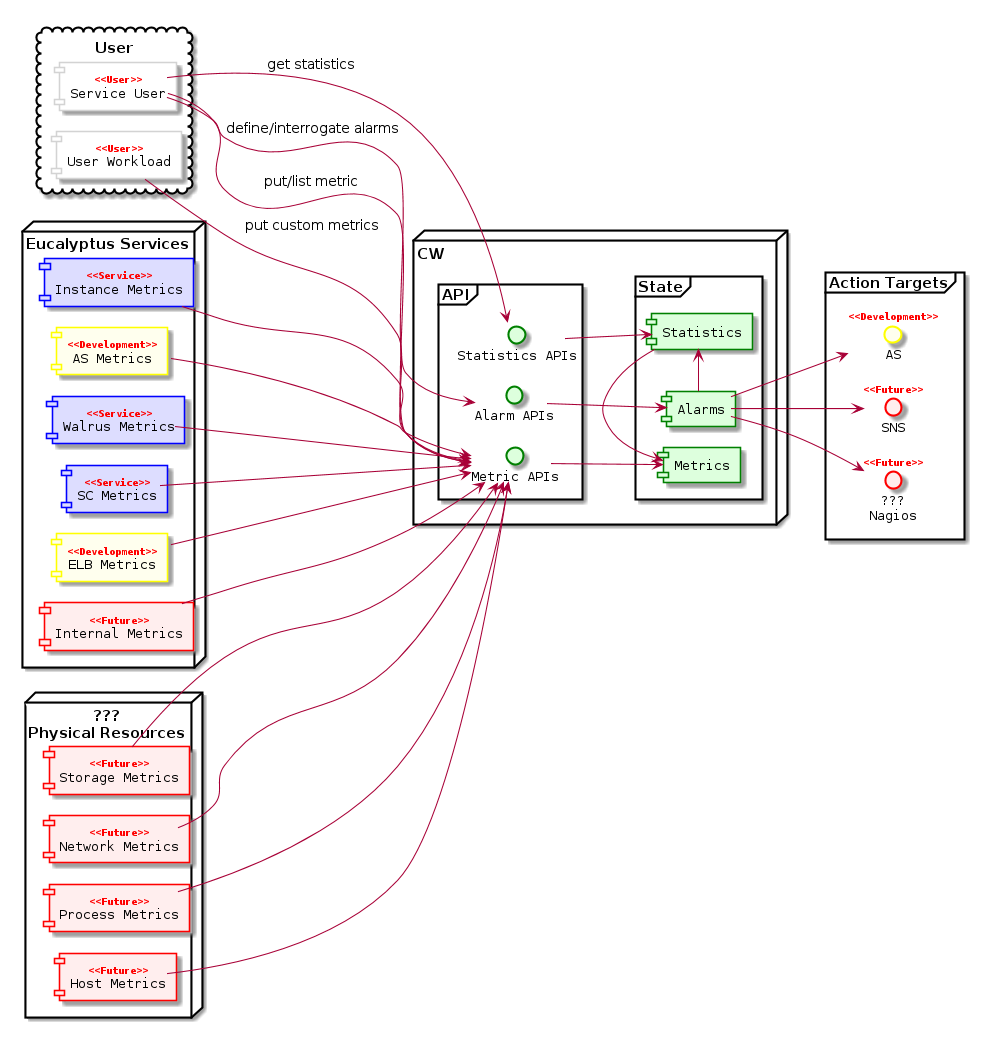 User
<<User>>
Service User
<<User>>
User Workload
get statistics
define/interrogate alarms
put/list metric
put custom metrics
Eucalyptus Services
<<Service>>
Instance Metrics
<<Development>>
AS Metrics
<<Service>>
Walrus Metrics
<<Service>>
SC Metrics
<<Development>>
ELB Metrics
<<Future>>
Internal Metrics
???
Physical Resources
<<Future>>
Storage Metrics
<<Future>>
Network Metrics
<<Future>>
Process Metrics
<<Future>>
Host Metrics
CW
API
Statistics APIs
Alarm APIs
Metric APIs
State
Statistics
Alarms
Metrics
Action Targets
<<Development>>
AS
<<Future>>
SNS
<<Future>>
???
Nagios